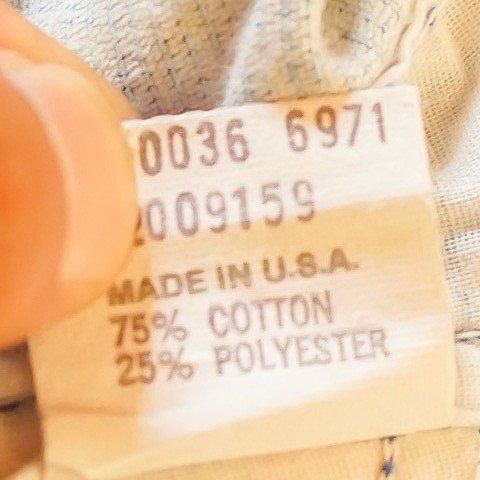 0036 6971
2009159
MADE IN U.S.A.
75% COTTON
25% POLYESTER